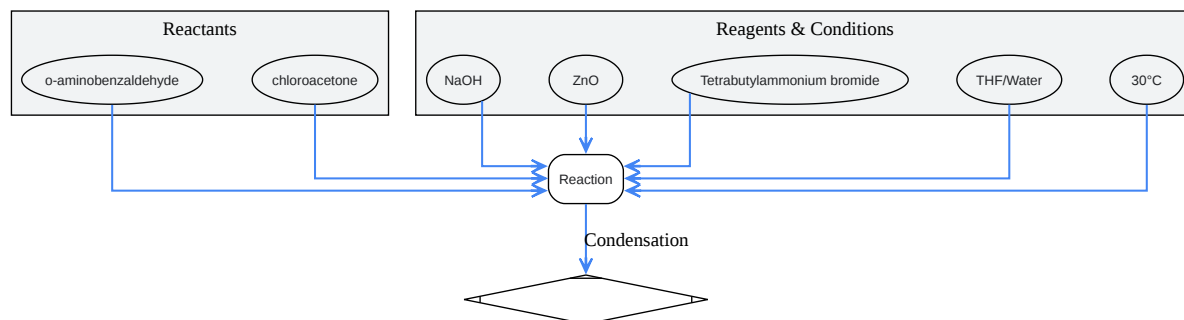 Reactants
Reagents & Conditions
o-aminobenzaldehyde
chloroacetone
NaOH
ZnO
Tetrabutylammonium bromide
THF/Water
30°C
Reaction
Condensation